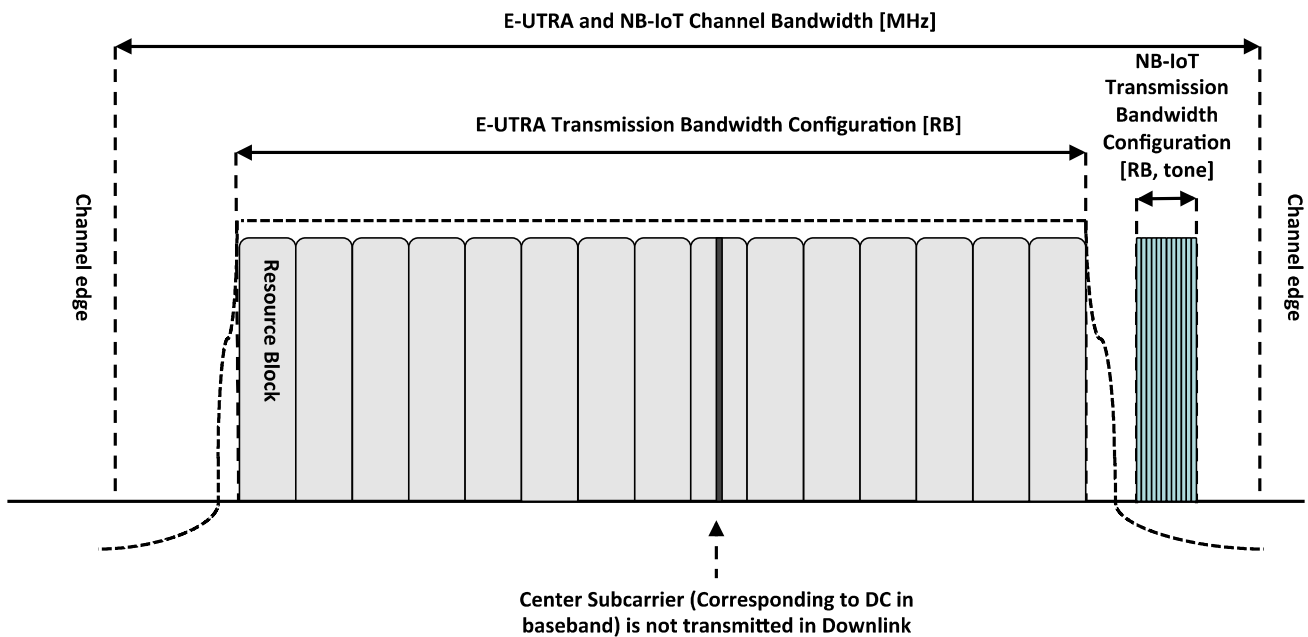 E-UTRA and NB-IoT Channel Bandwidth [MHz]
NB-IoT
Transmission
Bandwidth
Configuration
[RB, tone]
E-UTRA Transmission Bandwidth Configuration [RB]
Channel edge
Resource Block
Channel edge
Center Subcarrier (Corresponding to DC in
baseband) is not transmitted in Downlink